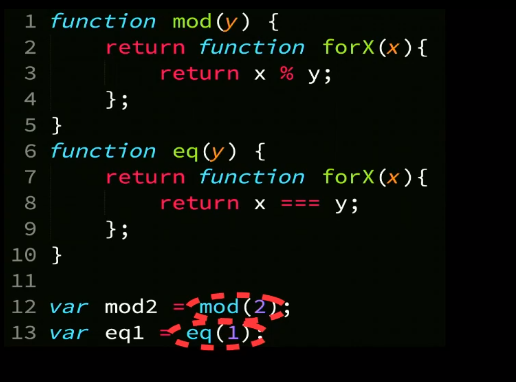 1 function mod(y) {
2 return function forX(x){
3 return x % y;
4 };
5 }
6 function eq(y) {
7 return function forX(x){
8 return x === y;
9 };
10 }
11
12 var mod2 = mod(2);
13 var eq1 = eq(1);